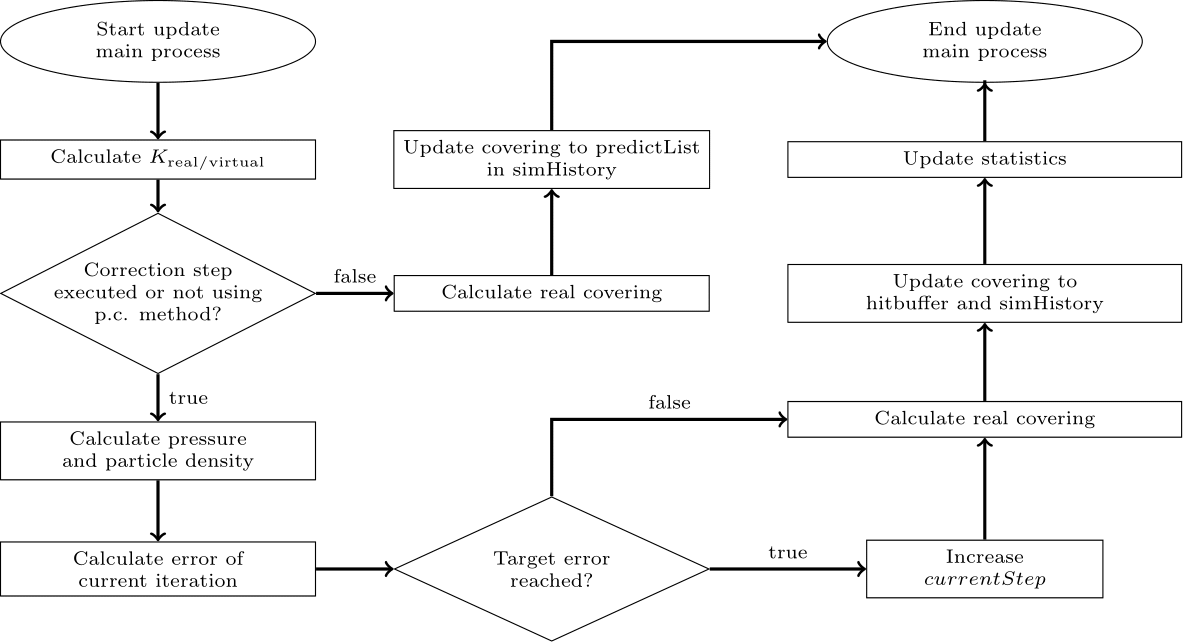 Start update
main process
Calculate K_real/virtual
Correction step
executed or not using
p.c. method?
false
true
Calculate pressure
and particle density
Calculate error of
current iteration
Update covering to predictList
in simHistory
Calculate real covering
Target error
reached?
false
true
End update
main process
Update statistics
Update covering to
hitbuffer and simHistory
Calculate real covering
Increase
currentStep